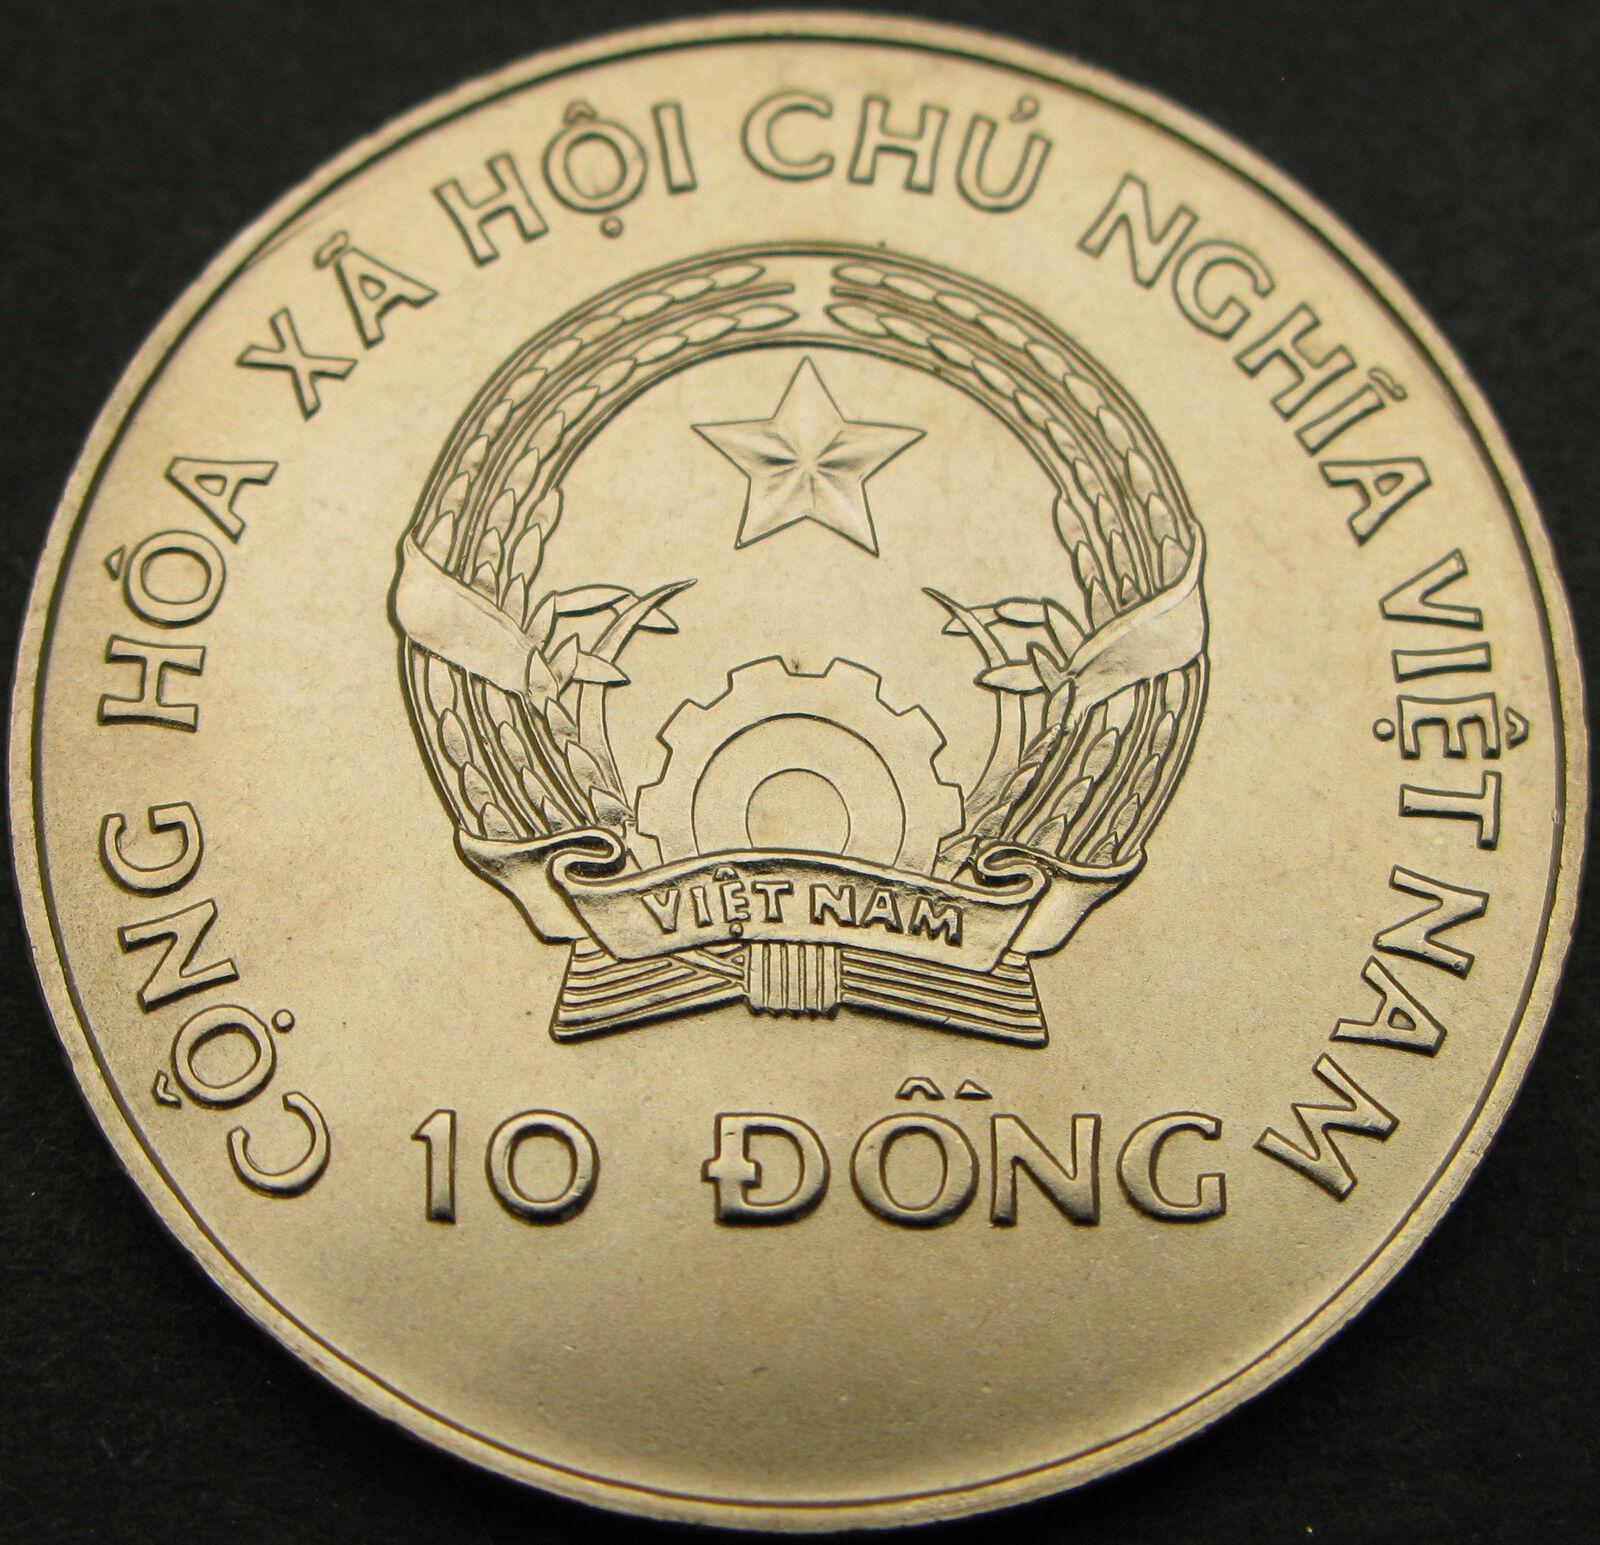 CỘNG HÒA XÃ HỘI CHỦ NGHĨA VIỆT NAM
VIỆT NAM
10 ĐỒNG